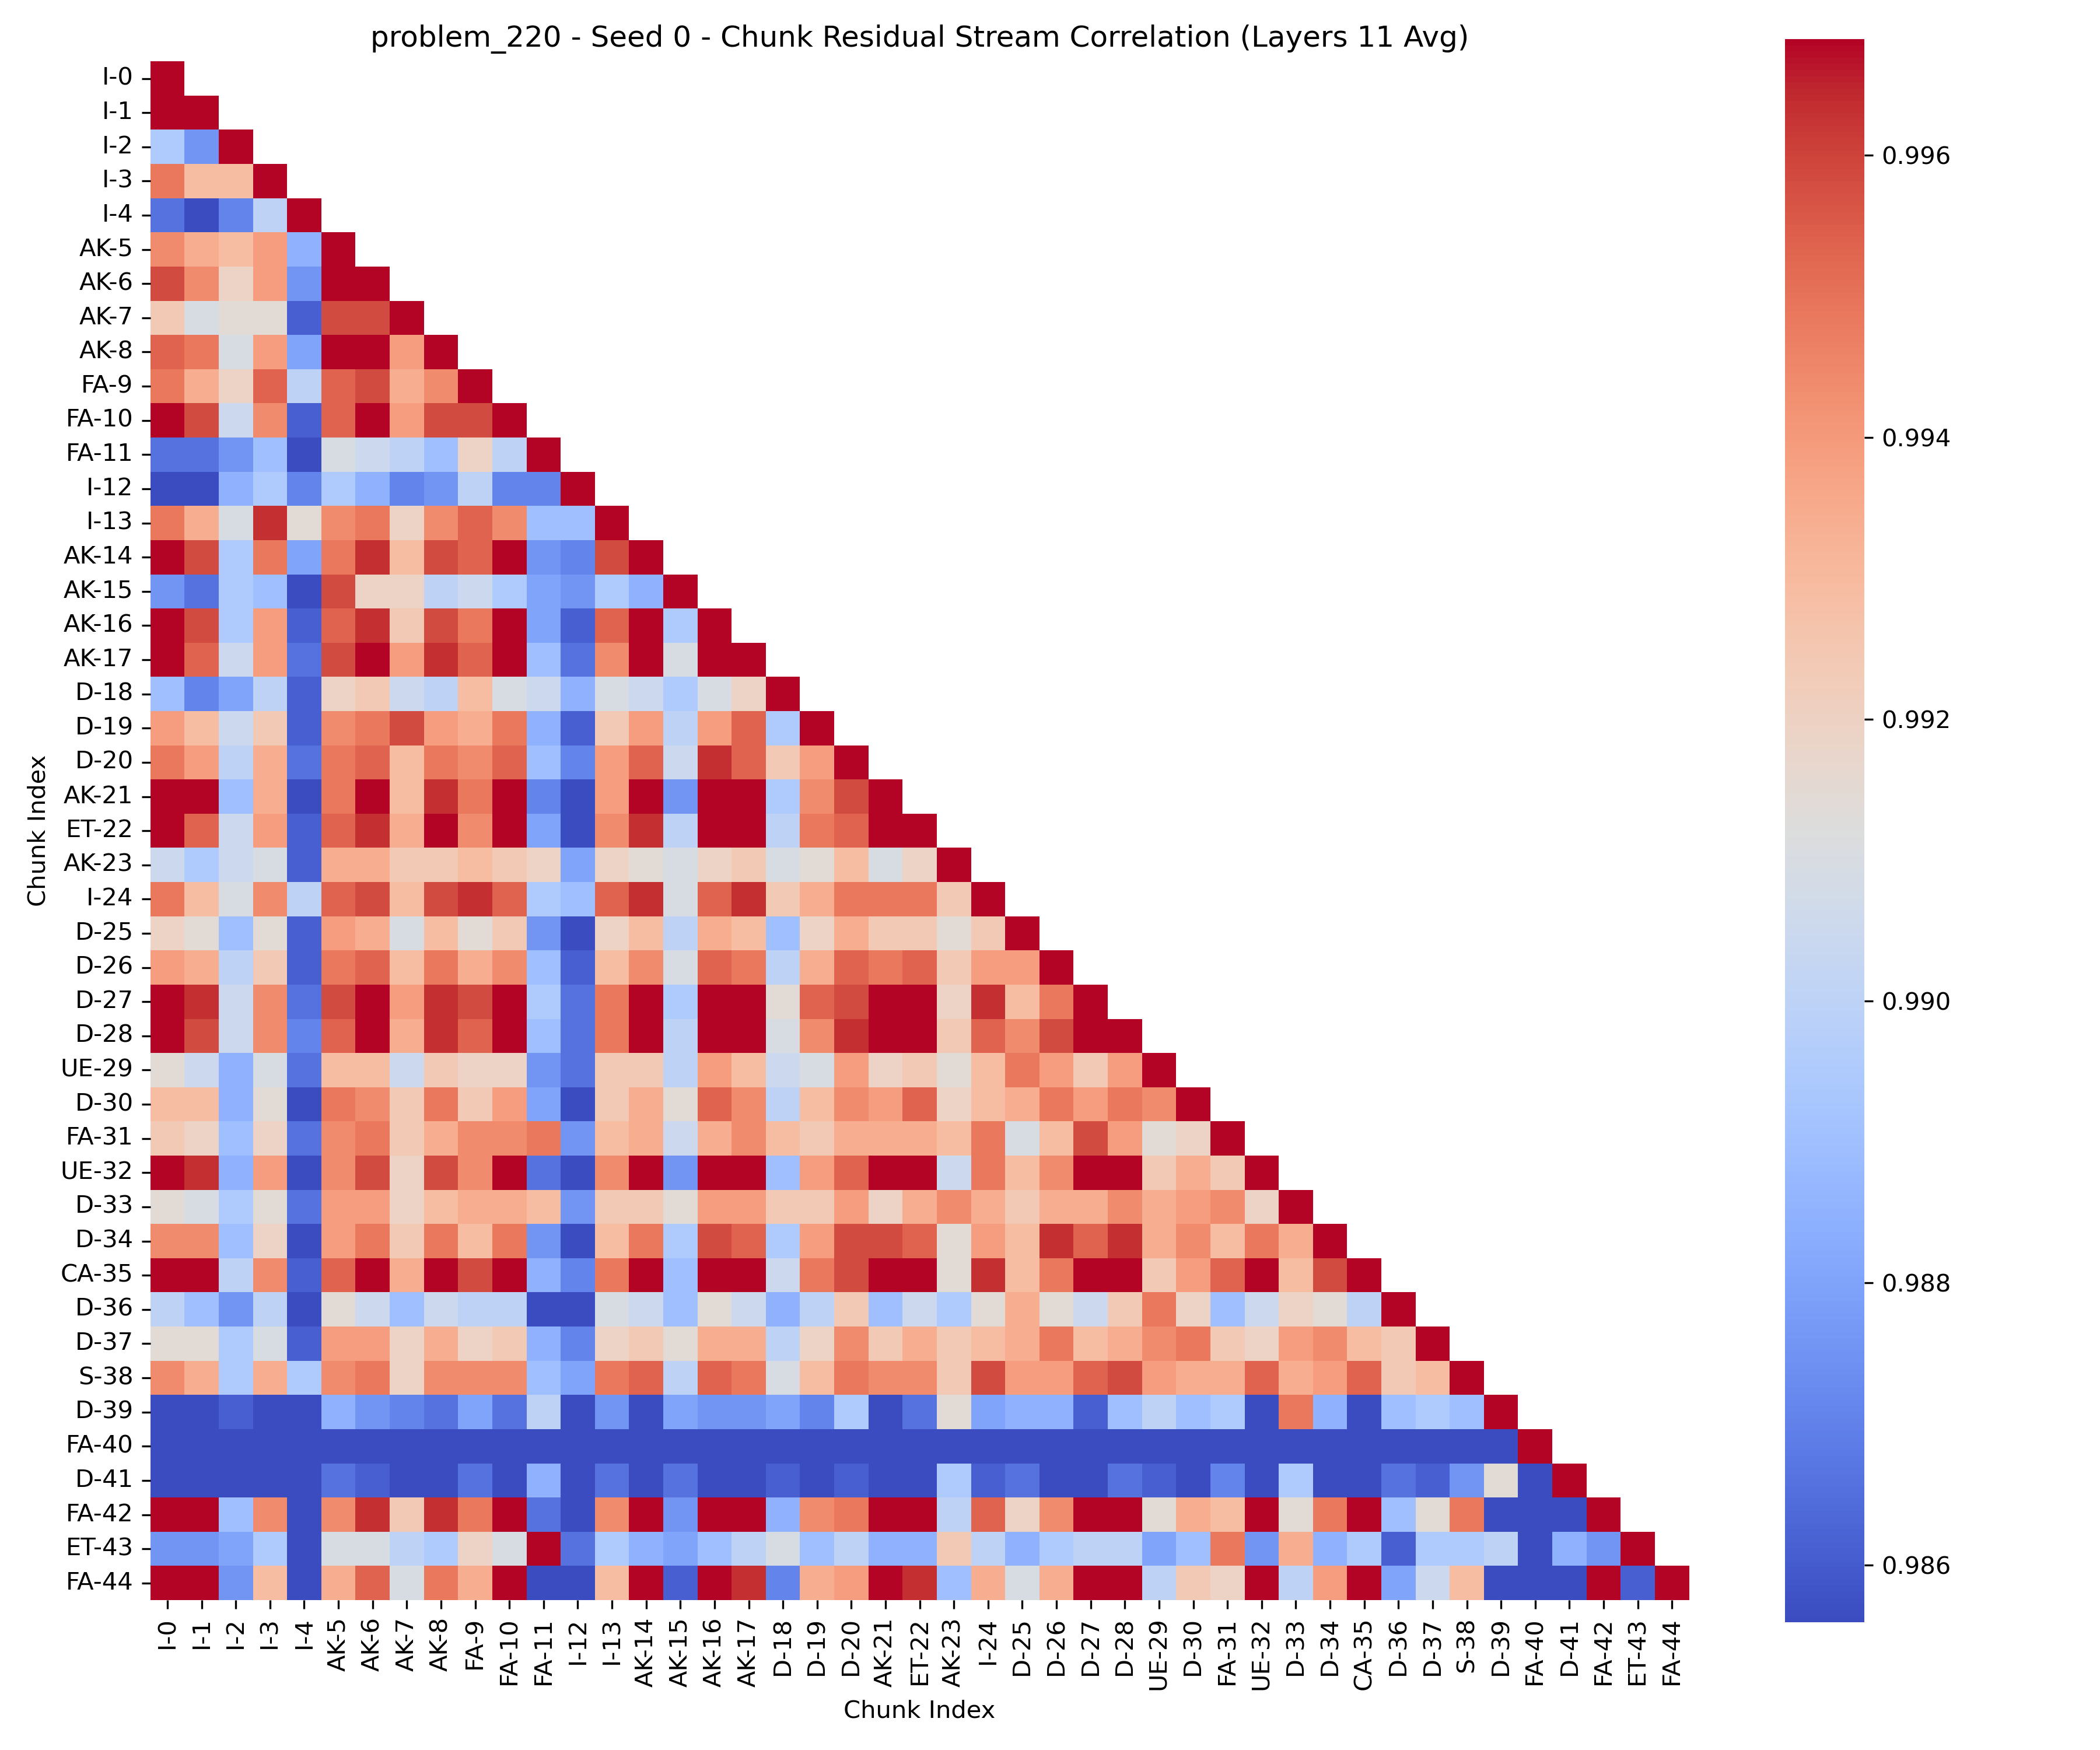 problem_220 - Seed 0 - Chunk Residual Stream Correlation (Layers 11 Avg)
Chunk Index
I-0
I-1
I-2
I-3
I-4
AK-5
AK-6
AK-7
AK-8
FA-9
FA-10
FA-11
I-12
I-13
AK-14
AK-15
AK-16
AK-17
D-18
D-19
D-20
AK-21
ET-22
AK-23
I-24
D-25
D-26
D-27
D-28
UE-29
D-30
FA-31
UE-32
D-33
D-34
CA-35
D-36
D-37
S-38
D-39
FA-40
D-41
FA-42
ET-43
FA-44
I-0 I-1 I-2 I-3 I-4 AK-5 AK-6 AK-7 AK-8 FA-9 FA-10 FA-11 I-12 I-13 AK-14 AK-15 AK-16 AK-17 D-18 D-19 D-20 AK-21 ET-22 AK-23 I-24 D-25 D-26 D-27 D-28 UE-29 D-30 FA-31 UE-32 D-33 D-34 CA-35 D-36 D-37 S-38 D-39 FA-40 D-41 FA-42 ET-43 FA-44
Chunk Index
0.996
0.994
0.992
0.990
0.988
0.986